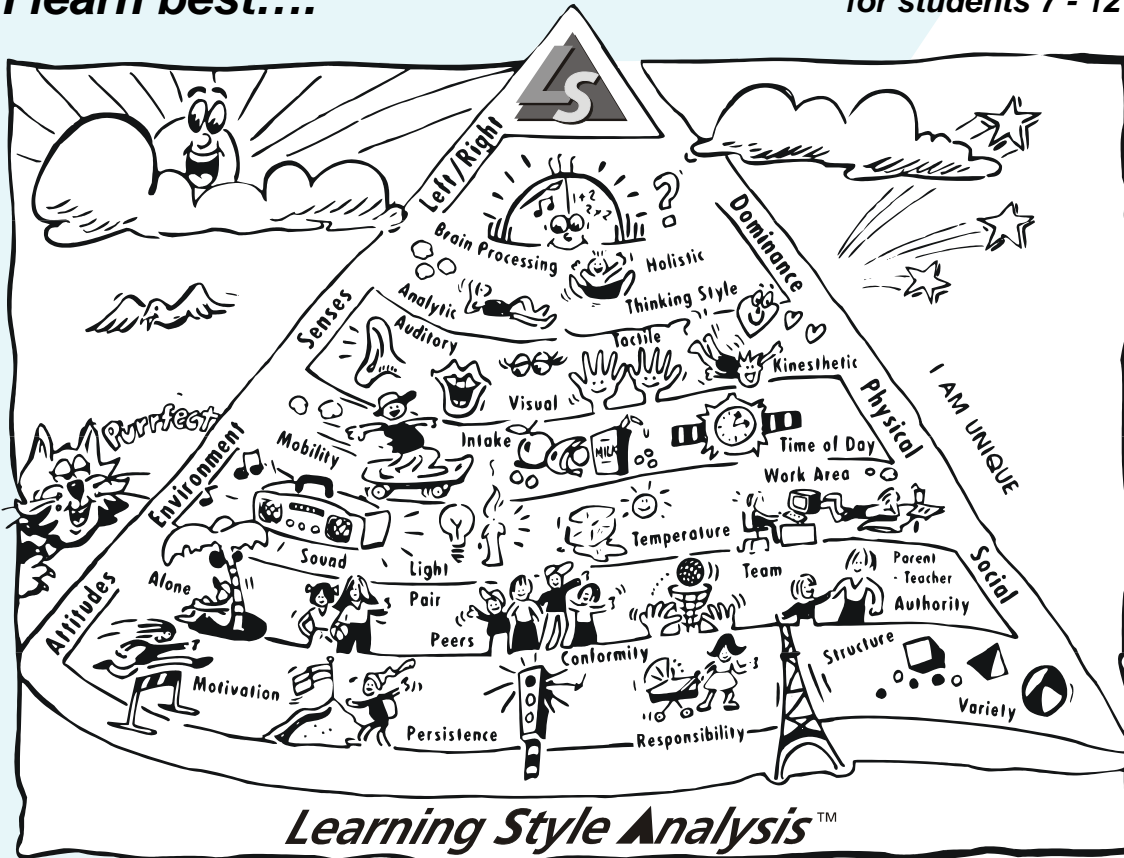 I learn best....
for students 7 - 12
LS
Left/Right
Dominance
1+2
2+2
?
Brain Processing
Holistic
Analytic
Thinking Style
Senses
Auditory
Tactile
Visual
Kinesthetic
Physical
I AM UNIQUE
Purrfect
Mobility
Intake
MILK
Time of Day
Environment
Work Area
Sound
Light
Temperature
Social
Alone
Pair
Peers
Team
Parent
- Teacher
Authority
Attitudes
Motivation
Persistence
Conformity
Responsibility
Structure
Variety
Learning Style Analysis™